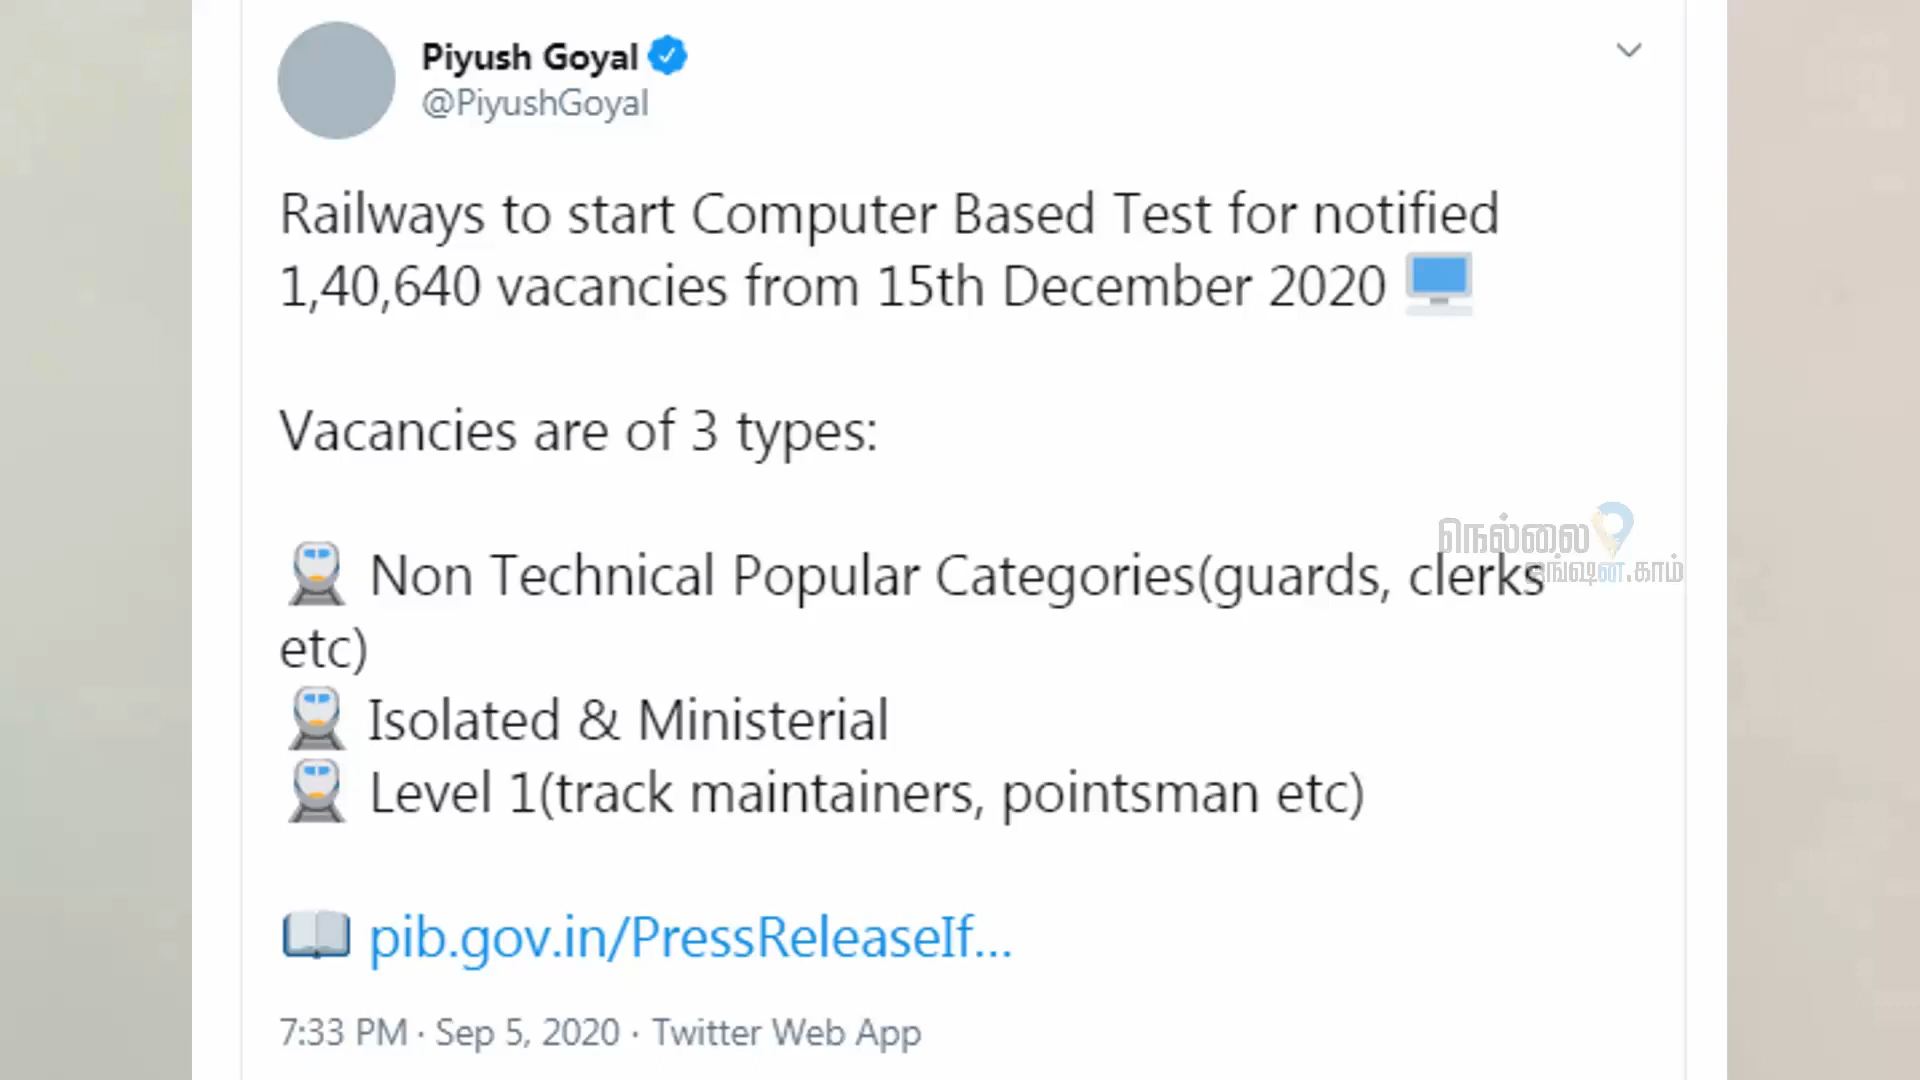 Piyush Goyal
@PiyushGoyal
Railways to start Computer Based Test for notified
1,40,640 vacancies from 15th December 2020
Vacancies are of 3 types:
Non Technical Popular Categories(guards, clerks
etc)
Isolated & Ministerial
Level 1(track maintainers, pointsman etc)
pib.gov.in/PressReleaseIf...
7:33 PM · Sep 5, 2020 · Twitter Web App
நெல்லை
.காம்